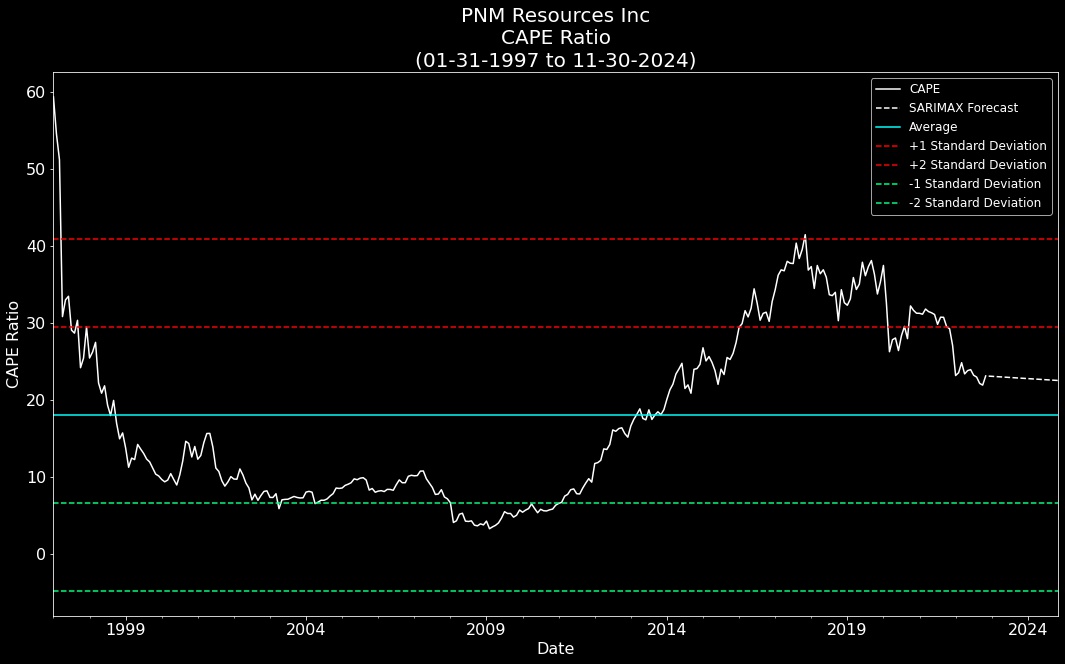 PNM Resources Inc
CAPE Ratio
(01-31-1997 to 11-30-2024)
CAPE
SARIMAX Forecast
Average
+1 Standard Deviation
+2 Standard Deviation
-1 Standard Deviation
-2 Standard Deviation
CAPE Ratio
60
50
40
30
20
10
0
1999 2004 2009 2014 2019 2024
Date